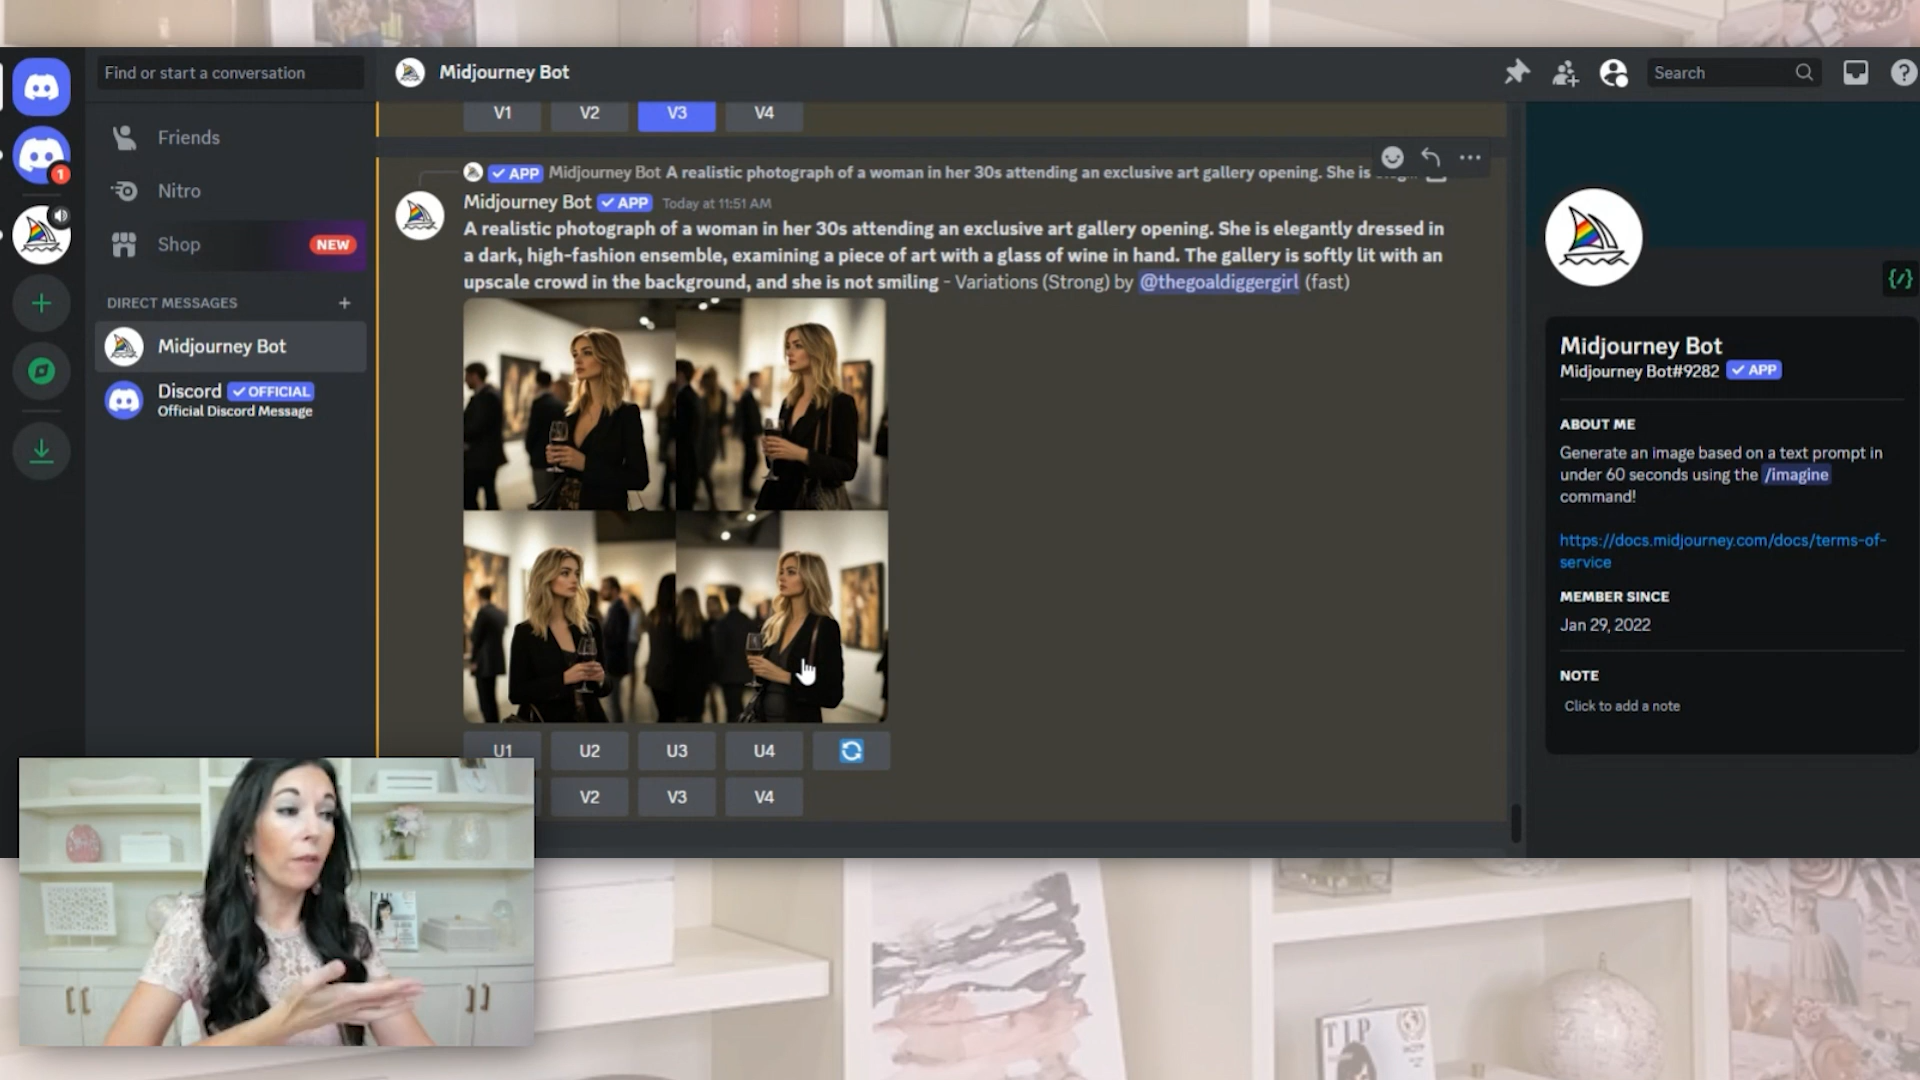 Find or start a conversation
Midjourney Bot
Search
?
Friends
Nitro
Shop
NEW
1
DIRECT MESSAGES +
Midjourney Bot
Discord OFFICIAL
Official Discord Message
V1 V2 V3 V4
APP Midjourney Bot A realistic photograph of a woman in her 30s attending an exclusive art gallery opening. She is
Midjourney Bot APP Today at 11:51 AM
A realistic photograph of a woman in her 30s attending an exclusive art gallery opening. She is elegantly dressed in
a dark, high-fashion ensemble, examining a piece of art with a glass of wine in hand. The gallery is softly lit with an
upscale crowd in the background, and she is not smiling - Variations (Strong) by @thegoaldiggergirl (fast)
U1 U2 U3 U4
V2 V3 V4
{/}
Midjourney Bot
Midjourney Bot#9282 APP
ABOUT ME
Generate an image based on a text prompt in
under 60 seconds using the /imagine
command!
https://docs.midjourney.com/docs/terms-of-
service
MEMBER SINCE
Jan 29, 2022
NOTE
Click to add a note